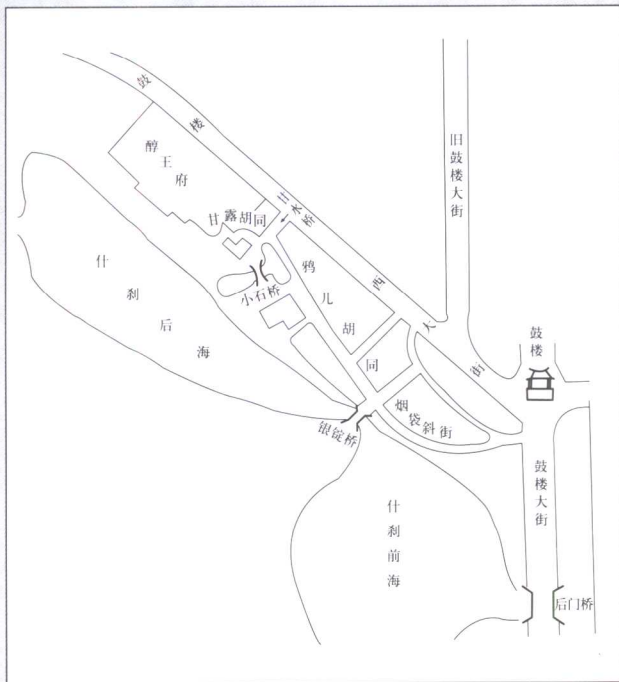 鼓楼西大街
旧鼓楼大街
醇王府
甘露胡同
甘水桥
鸦儿胡同
小石桥
什刹后海
鼓楼
烟袋斜街
银锭桥
鼓楼大街
什刹前海
后门桥